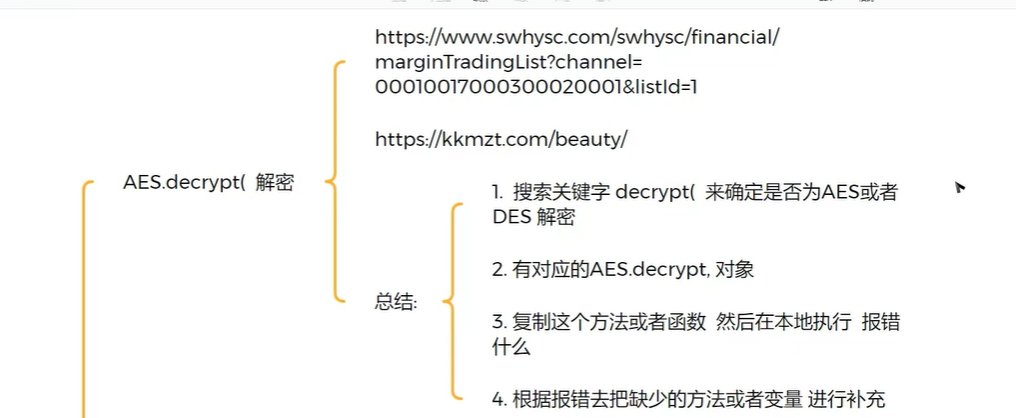 https://www.swhysc.com/swhysc/financial/
marginTradingList?channel=
00010017000300020001&listId=1
https://kkmzt.com/beauty/
AES.decrypt( 解密
1. 搜索关键字 decrypt( 来确定是否为AES或者
DES 解密
2. 有对应的AES.decrypt, 对象
总结:
3. 复制这个方法或者函数 然后在本地执行 报错
什么
4. 根据报错去把缺少的方法或者变量 进行补充